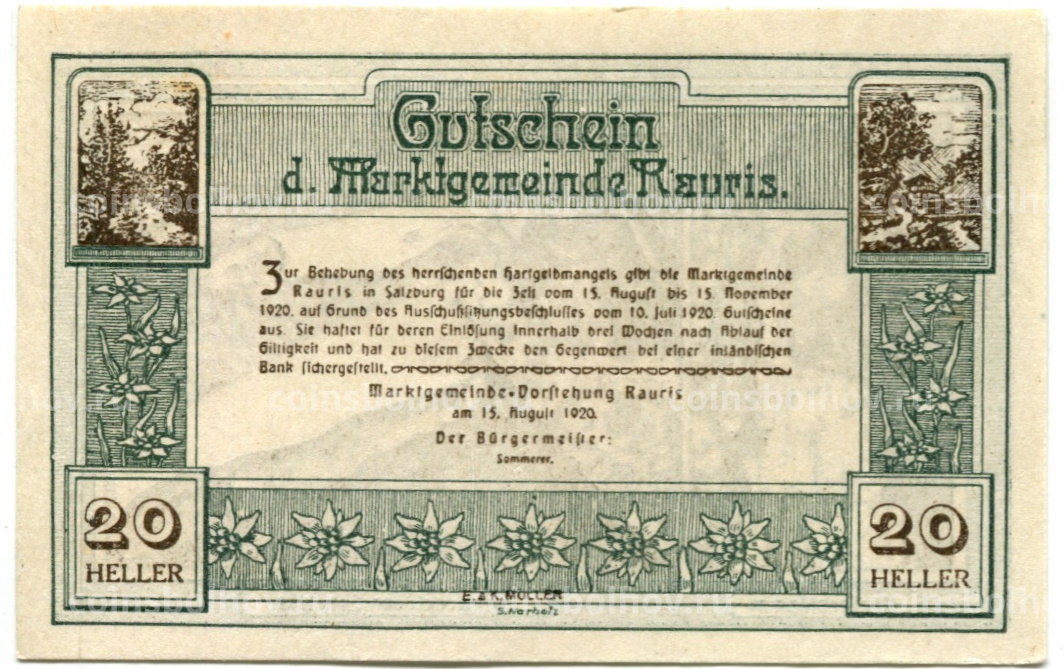 Gutschein
d. Marktgemeinde Rauris.
Zur Behebung des herrschenden Hartgeldmangels gibt die Marktgemeinde
Rauris in Salzburg für die Zeit vom 15. August bis 15. November
1920, auf Grund des Ausschußsitzungsbeschlusses vom 10. Juli 1920. Gutscheine
aus. Sie haftet für deren Einlösung innerhalb drei Wochen nach Ablauf der
Giltigkeit und hat zu diesem Zwecke den Gegenwert bei einer inländischen
Bank sichergestellt.
Marktgemeinde-Vorstehung Rauris
am 15. August 1920.
Der Bürgermeister:
Sommerer.
20
HELLER
20
HELLER
E. & K. MÜLLER
coinsbolhov.ru